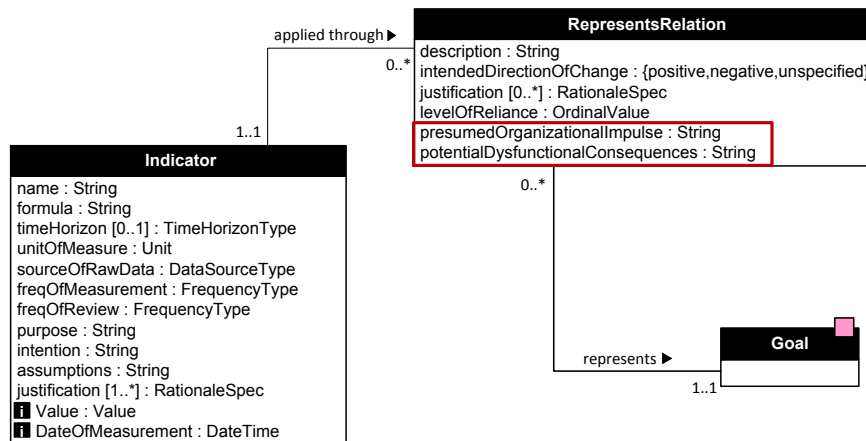 RepresentsRelation
description : String
intendedDirectionOfChange : {positive,negative,unspecified}
justification [0..*] : RationaleSpec
levelOfReliance : OrdinalValue
presumedOrganizationalImpulse : String
potentialDysfunctionalConsequences : String
applied through
0..*
1..1
Indicator
name : String
formula : String
timeHorizon [0..1] : TimeHorizonType
unitOfMeasure : Unit
sourceOfRawData : DataSourceType
freqOfMeasurement : FrequencyType
freqOfReview : FrequencyType
purpose : String
intention : String
assumptions : String
justification [1..*] : RationaleSpec
i Value : Value
i DateOfMeasurement : DateTime
0..*
represents
1..1
Goal